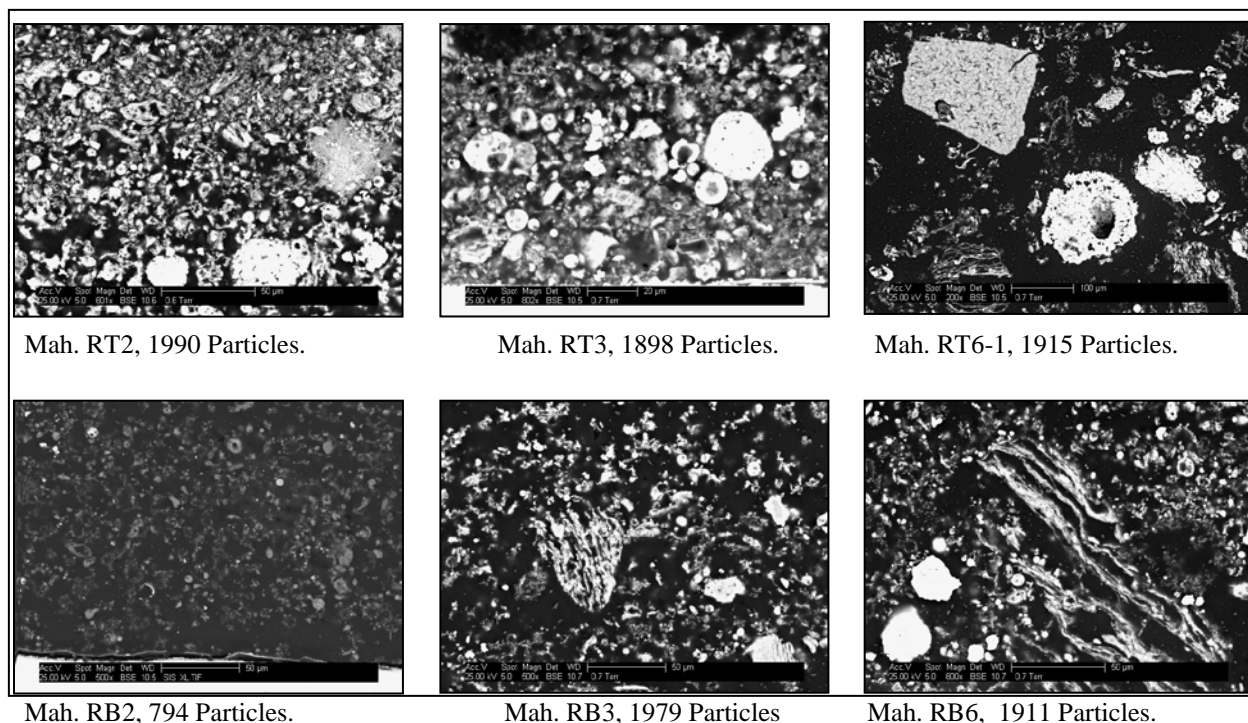 Acc.V Spot Magn Det WD 50 µm
25.00 kV 5.0 601x BSE 10.6 0.6 Torr
Acc.V Spot Magn Det WD 20 µm
25.00 kV 5.0 802x BSE 10.5 0.7 Torr
Acc.V Spot Magn Det WD 100 µm
25.00 kV 5.0 200x BSE 10.5 0.7 Torr
Mah. RT2, 1990 Particles. Mah. RT3, 1898 Particles. Mah. RT6-1, 1915 Particles.
Acc.V Spot Magn Det WD 50 µm
25.00 kV 5.0 500x BSE 10.5 SIS XL TIF
Acc.V Spot Magn Det WD 50 µm
25.00 kV 5.0 500x BSE 10.7 0.7 Torr
Acc.V Spot Magn Det WD 50 µm
25.00 kV 5.0 600x BSE 10.7 0.7 Torr
Mah. RB2, 794 Particles. Mah. RB3, 1979 Particles Mah. RB6, 1911 Particles.